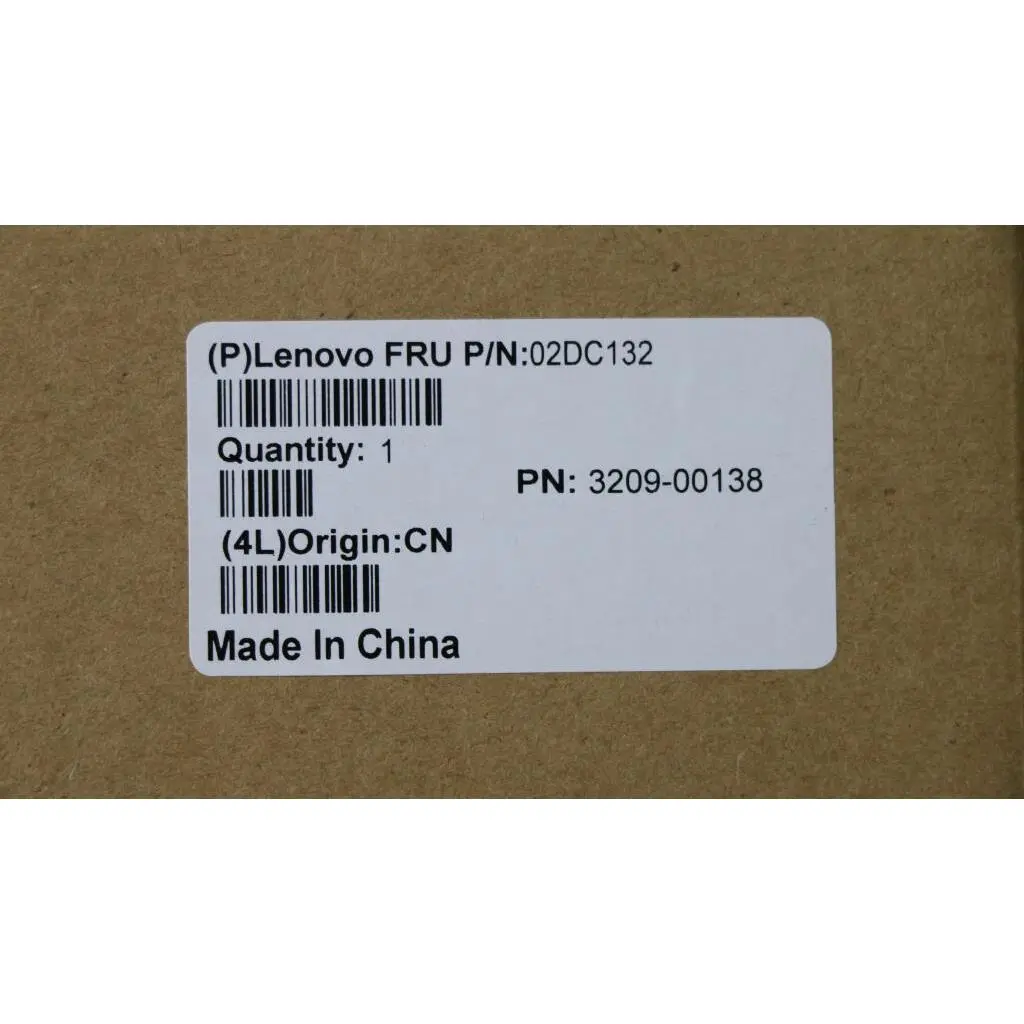 (P)Lenovo FRU P/N:02DC132
Quantity: 1
PN: 3209-00138
(4L)Origin:CN
Made In China